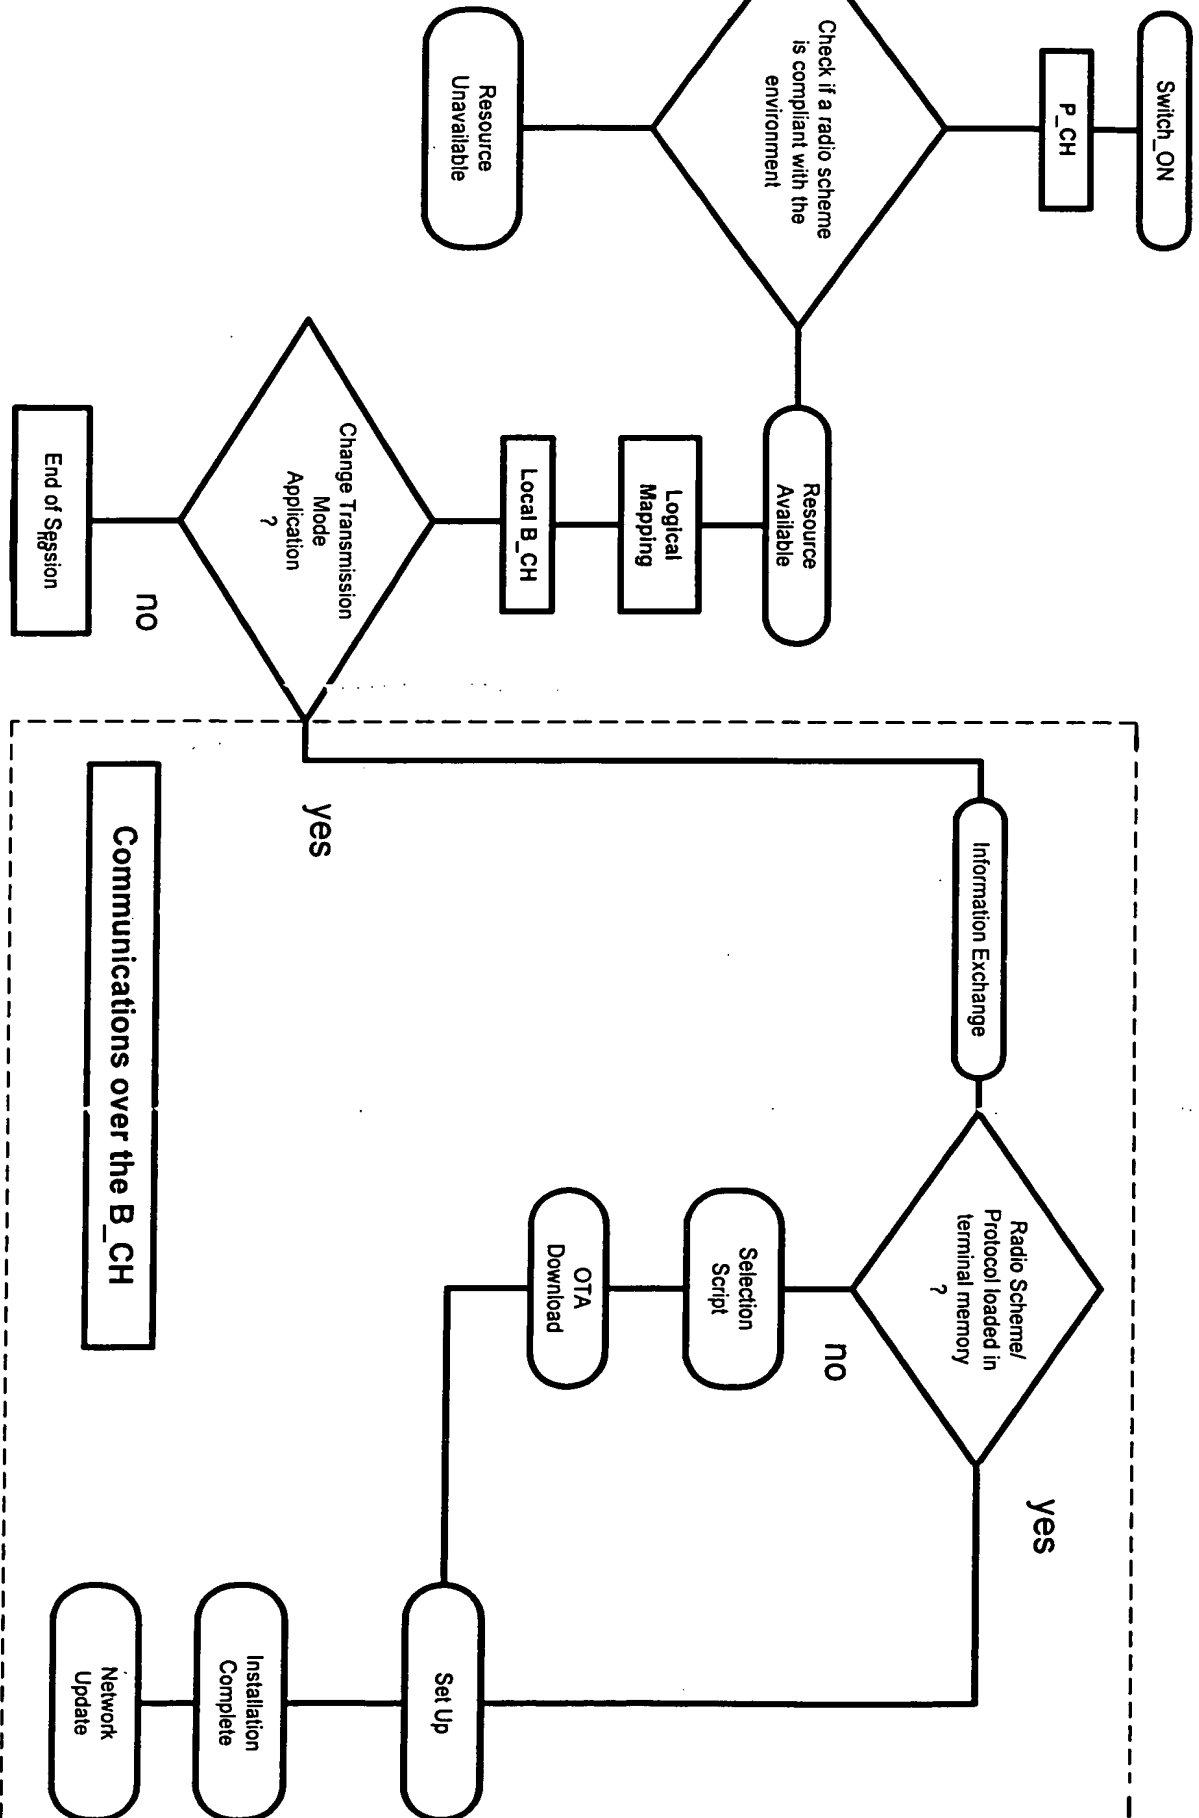 Switch_ON
P_CH
Check if a radio scheme
is compliant with the
environment
Resource
Unavailable
Resource
Available
Logical
Mapping
Local B_CH
Change Transmission
Mode
Application
?
no
End of Session
no
yes
Information Exchange
Radio Scheme/
Protocol loaded in
terminal memory
?
yes
no
Selection
Script
OTA
Download
Set Up
Installation
Complete
Network
Update
Communications over the B_CH